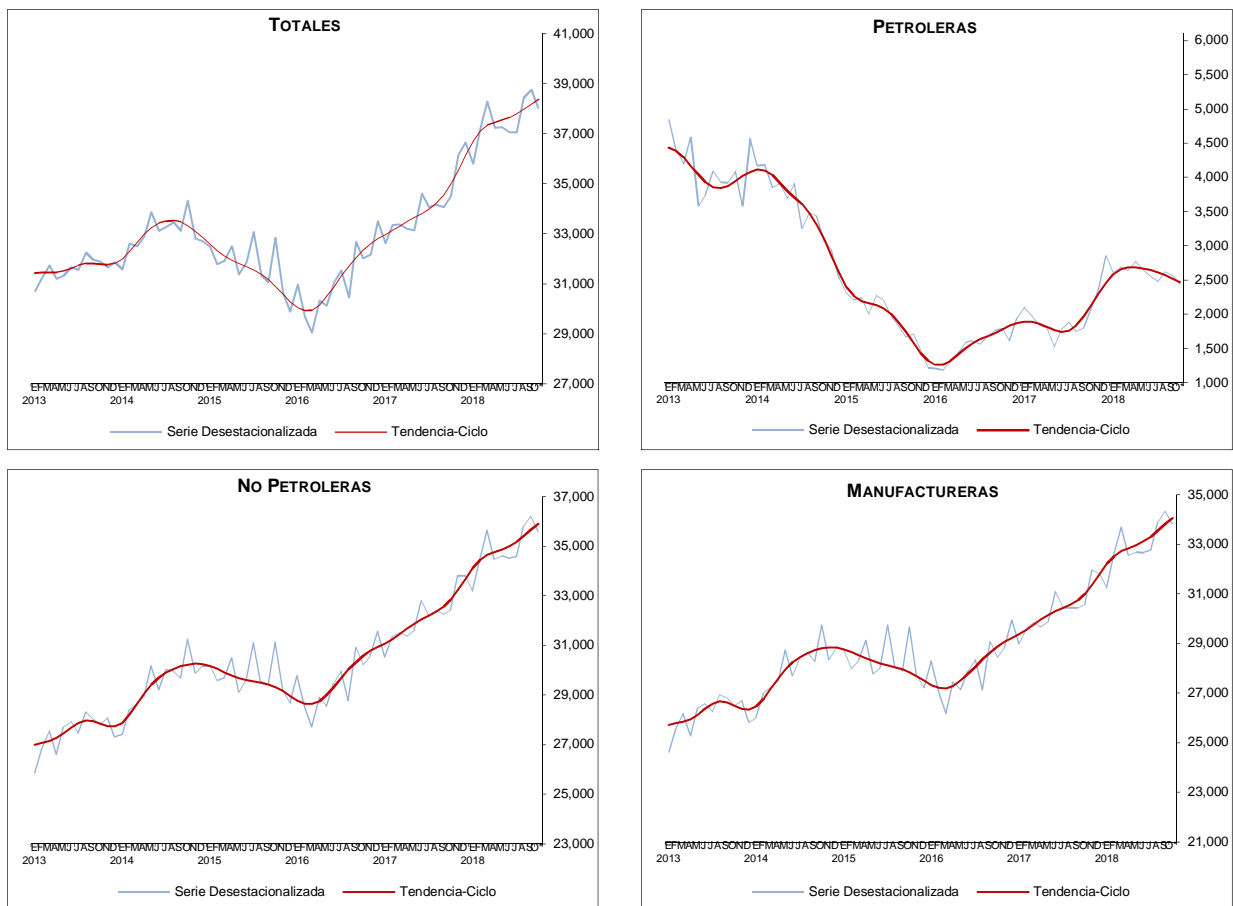 TOTALES
41,000
39,000
37,000
35,000
33,000
31,000
29,000
27,000
2013 2014 2015 2016 2017 2018
Serie Desestacionalizada Tendencia-Ciclo
PETROLERAS
6,000
5,500
5,000
4,500
4,000
3,500
3,000
2,500
2,000
1,500
1,000
2013 2014 2015 2016 2017 2018
Serie Desestacionalizada Tendencia-Ciclo
NO PETROLERAS
37,000
35,000
33,000
31,000
29,000
27,000
25,000
23,000
2013 2014 2015 2016 2017 2018
Serie Desestacionalizada Tendencia-Ciclo
MANUFACTURERAS
35,000
33,000
31,000
29,000
27,000
25,000
23,000
21,000
2013 2014 2015 2016 2017 2018
Serie Desestacionalizada Tendencia-Ciclo